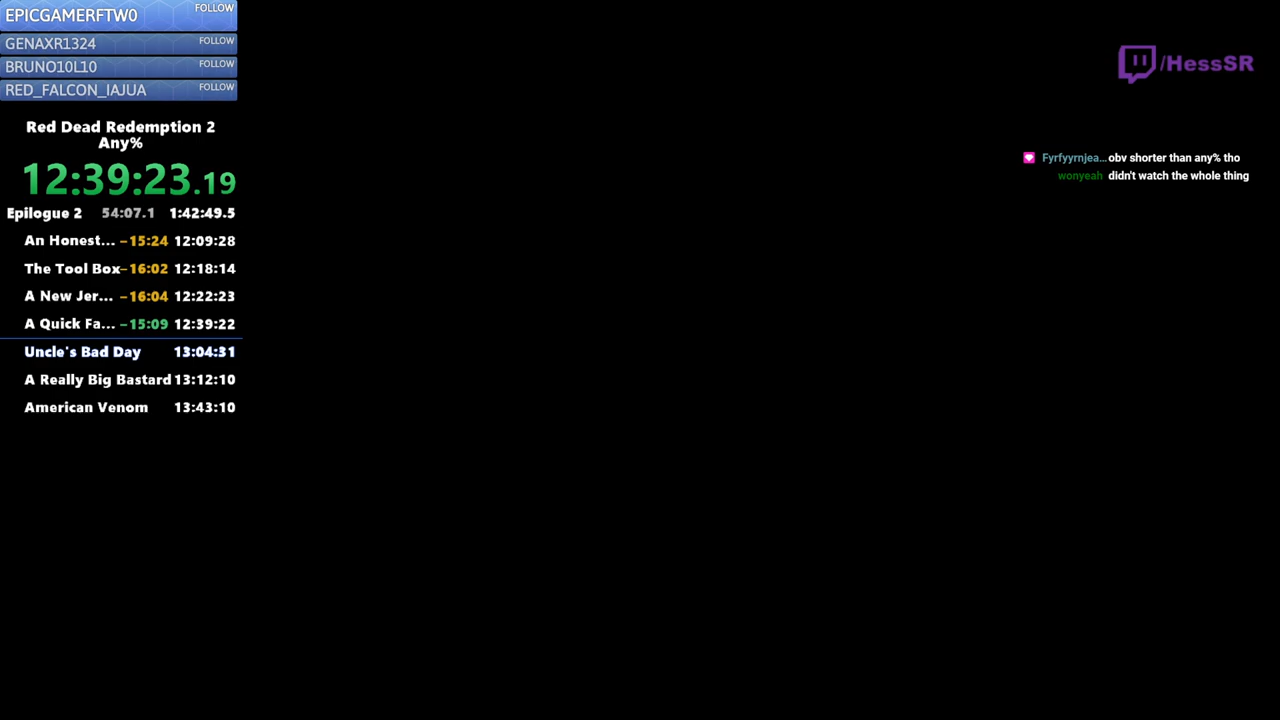 EPICGAMERFTW0 FOLLOW
GENAXR1324 FOLLOW
BRUNO10L10 FOLLOW
RED_FALCON_IAJUA FOLLOW
/HessSR
Red Dead Redemption 2
Any%
12:39:23.19
Epilogue 2 54:07.1 1:42:49.5
An Honest... -15:24 12:09:28
The Tool Box -16:02 12:18:14
A New Jer... -16:04 12:22:23
A Quick Fa... -15:09 12:39:22
Uncle's Bad Day 13:04:31
A Really Big Bastard 13:12:10
American Venom 13:43:10
Fyrfyyrnjea... obv shorter than any% tho
wonyeah didn't watch the whole thing